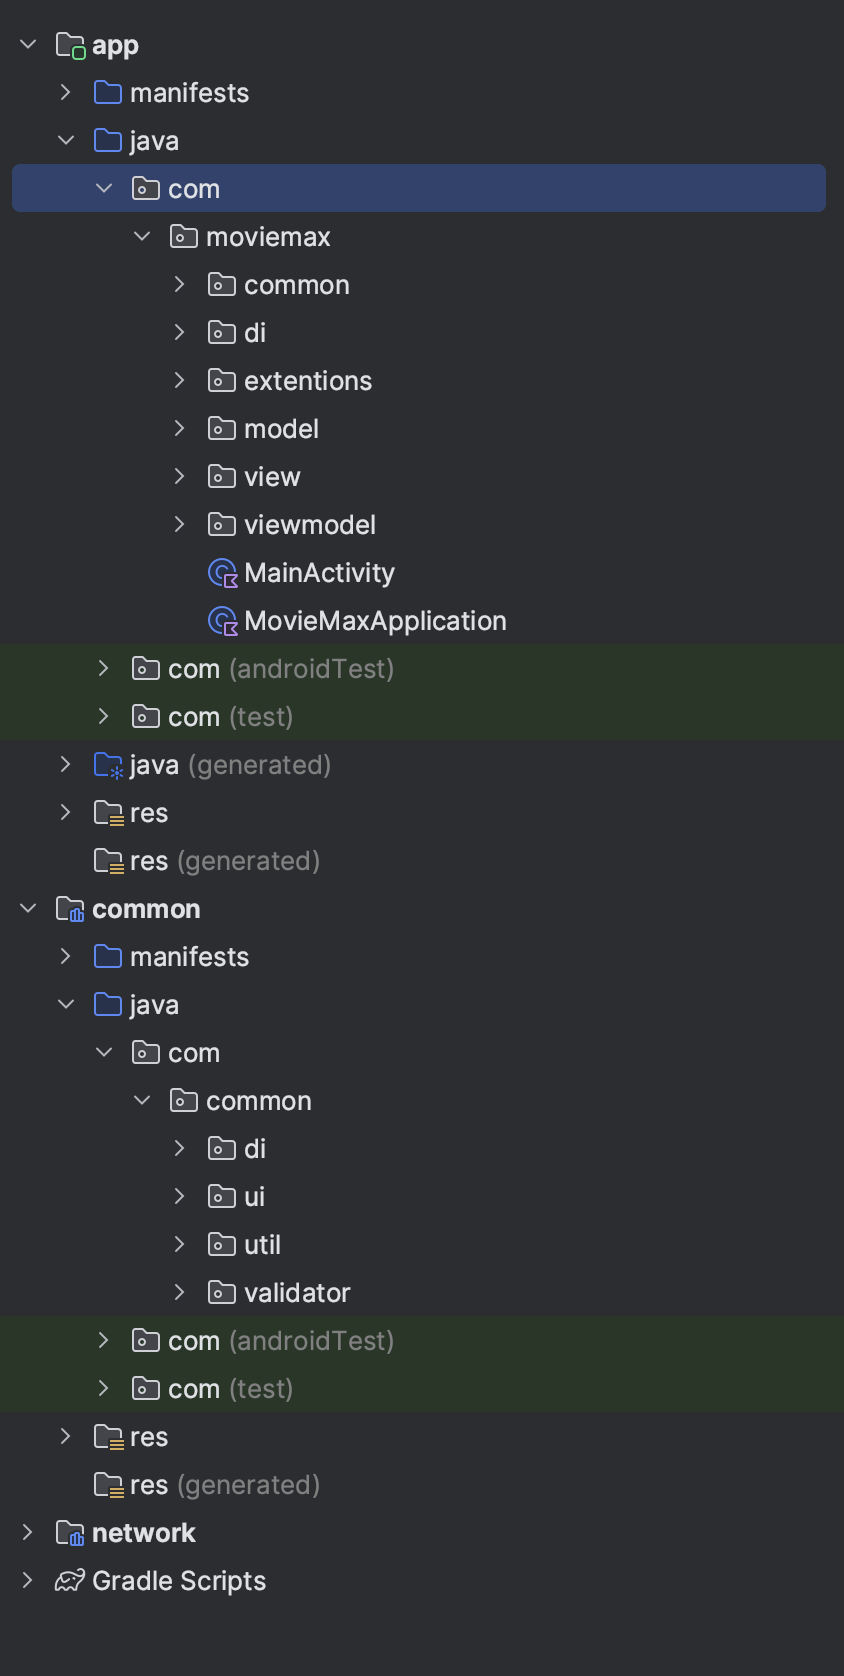 app
manifests
java
com
moviemax
common
di
extentions
model
view
viewmodel
MainActivity
MovieMaxApplication
com (androidTest)
com (test)
java (generated)
res
res (generated)
common
manifests
java
com
common
di
ui
util
validator
com (androidTest)
com (test)
res
res (generated)
network
Gradle Scripts